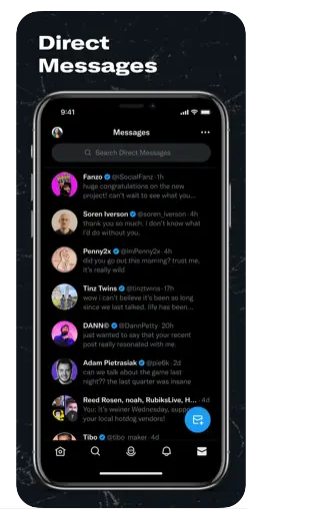 Direct
Messages
9:41
Messages
Search Direct Messages
Fanzo @iSocialFanz · 1h
huge congratulations on the new
project! can't wait to see what you...
Soren Iverson @soren_iverson · 4h
thank you so much. I don't know what
I'd do without you.
Penny2x @imPenny2x · 4h
did you go out this morning? trust me,
it's really wild
Tinz Twins @tinztwins · 17h
wow i can't believe it's been so long
since we last talked. life has been...
DANN© @DannPetty · 20h
just wanted to say that your recent
post really resonated with me.
Adam Pietrasiak @pie6k · 2d
can we talk about the game last
night?? the last quarter was insane
Reed Rosen, noah, RubiksLive, H... · 4d
You: It's weiner Wednesday, suppo
your local hotdog vendors!
Tibo @tibo_maker · 4d